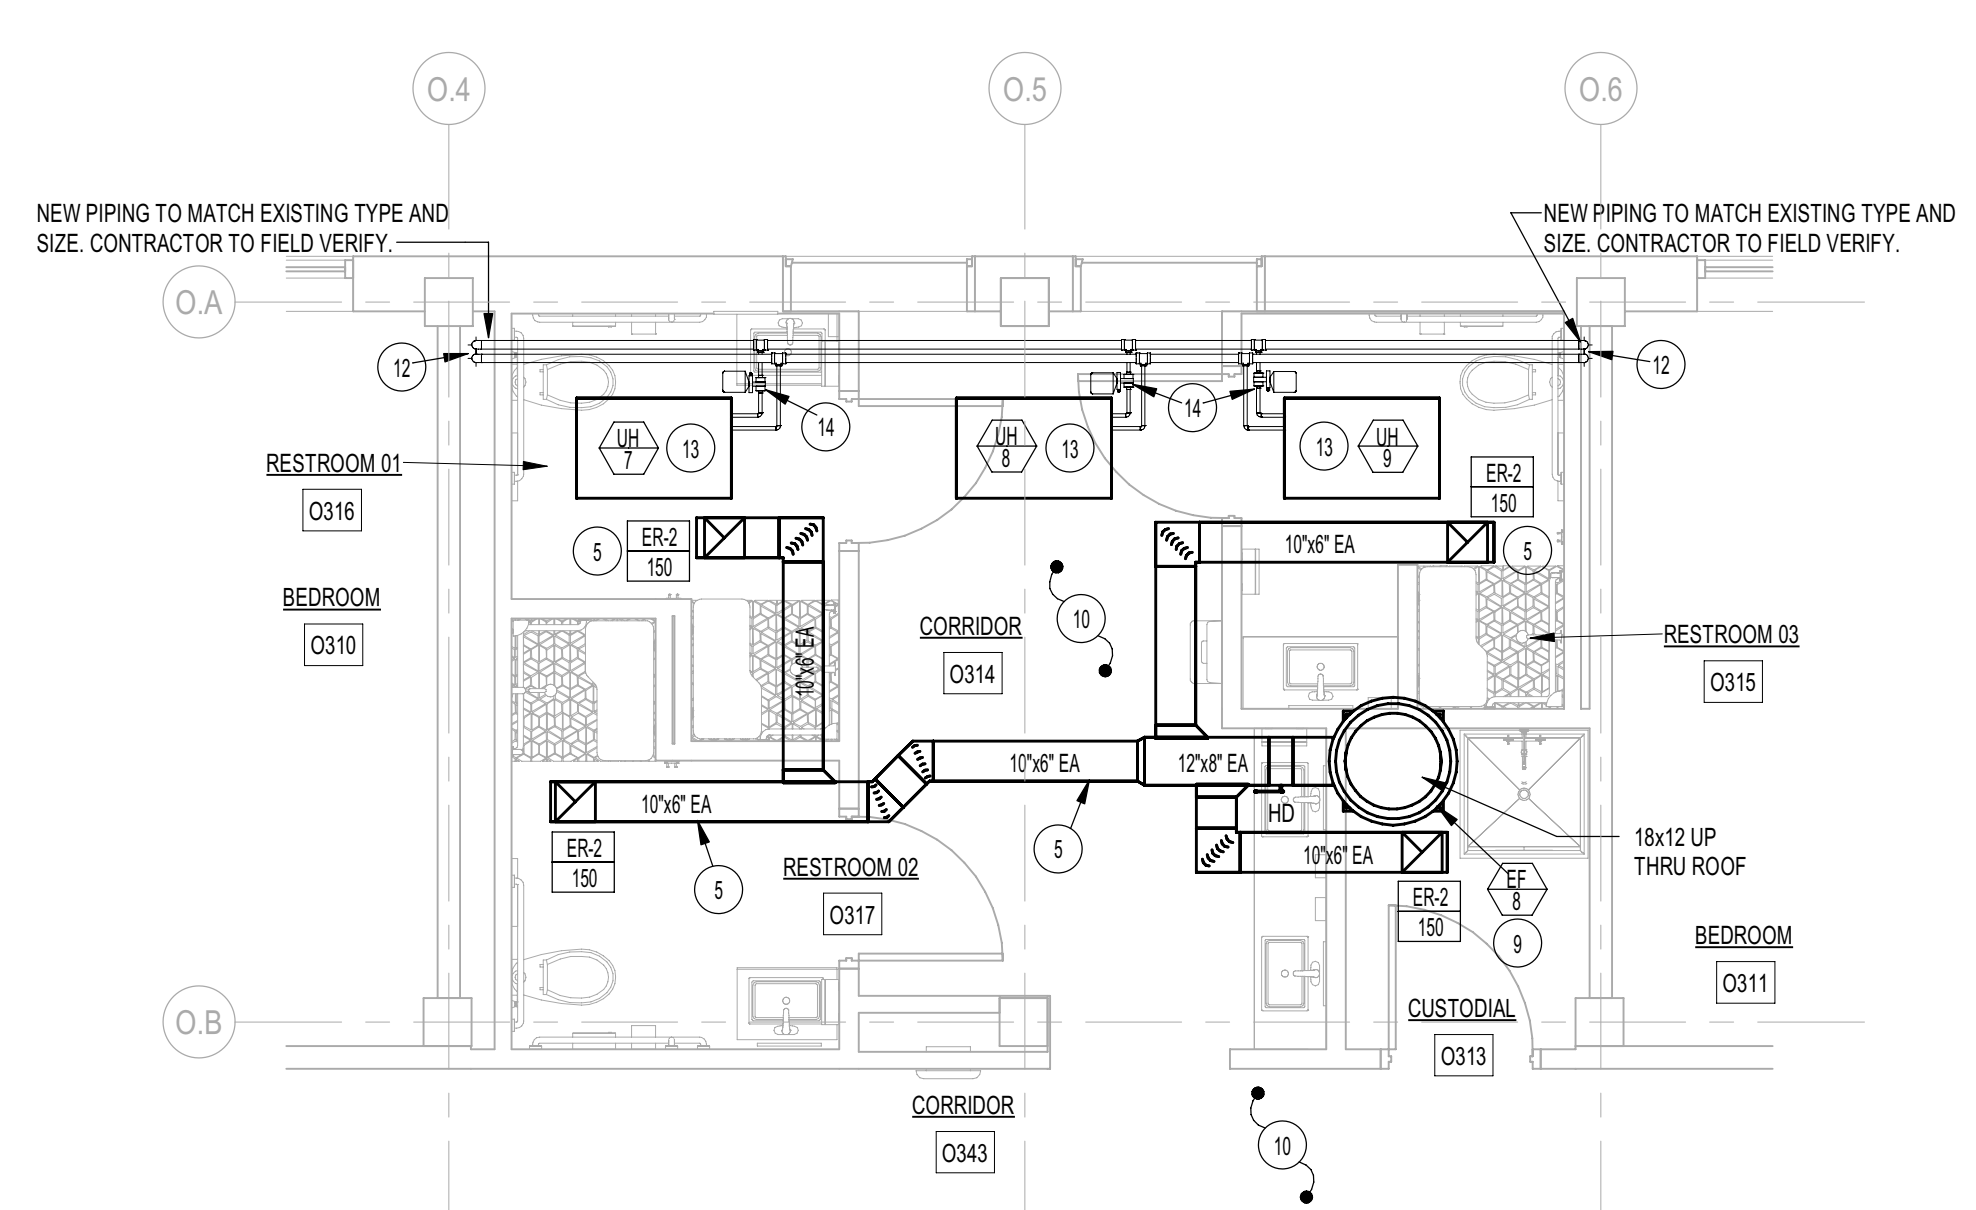 O.4
O.5
O.6
NEW PIPING TO MATCH EXISTING TYPE AND
SIZE. CONTRACTOR TO FIELD VERIFY.
NEW PIPING TO MATCH EXISTING TYPE AND
SIZE. CONTRACTOR TO FIELD VERIFY.
O.A
12
12
14
14
UH
7
13
UH
8
13
13
UH
9
RESTROOM 01
O316
ER-2
150
5
ER-2
150
10"x6" EA
5
BEDROOM
O310
CORRIDOR
O314
10
10"x6" EA
RESTROOM 03
O315
10"x6" EA
12"x8" EA
10"x6" EA
HD
18x12 UP
THRU ROOF
ER-2
150
5
RESTROOM 02
O317
5
10"x6" EA
ER-2
150
EF
8
9
BEDROOM
O311
O.B
CUSTODIAL
O313
CORRIDOR
O343
10